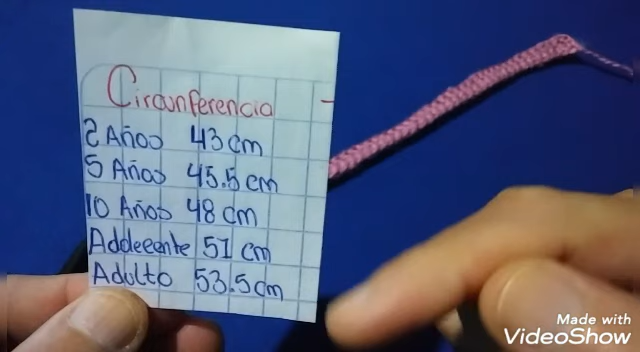 Circunferencia
2 Años 43 cm
5 Años 45.5 cm
10 Años 48 cm
Adoleeente 51 cm
Adulto 53.5 cm
Made with
VideoShow